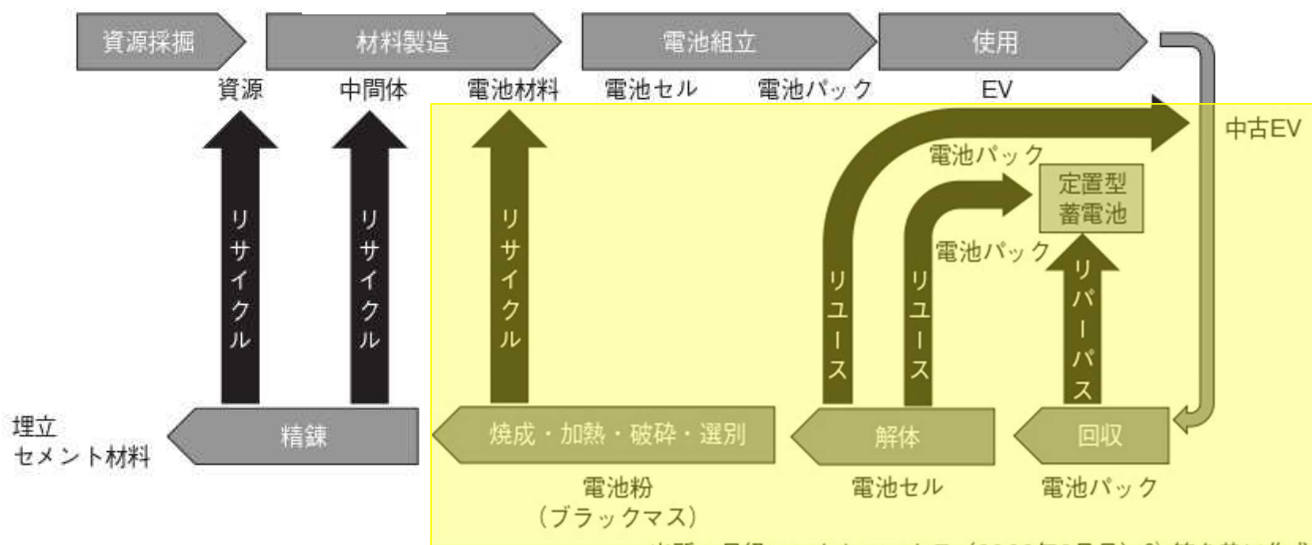 資源採掘
材料製造
電池組立
使用
資源
中間体
電池材料
電池セル
電池パック
EV
中古EV
電池パック
定置型
蓄電池
電池パック
リサイクル
リサイクル
リサイクル
リユース
リユース
リパーパス
埋立
セメント材料
精錬
焼成・加熱・破砕・選別
解体
回収
電池粉
（ブラックマス）
電池セル
電池パック